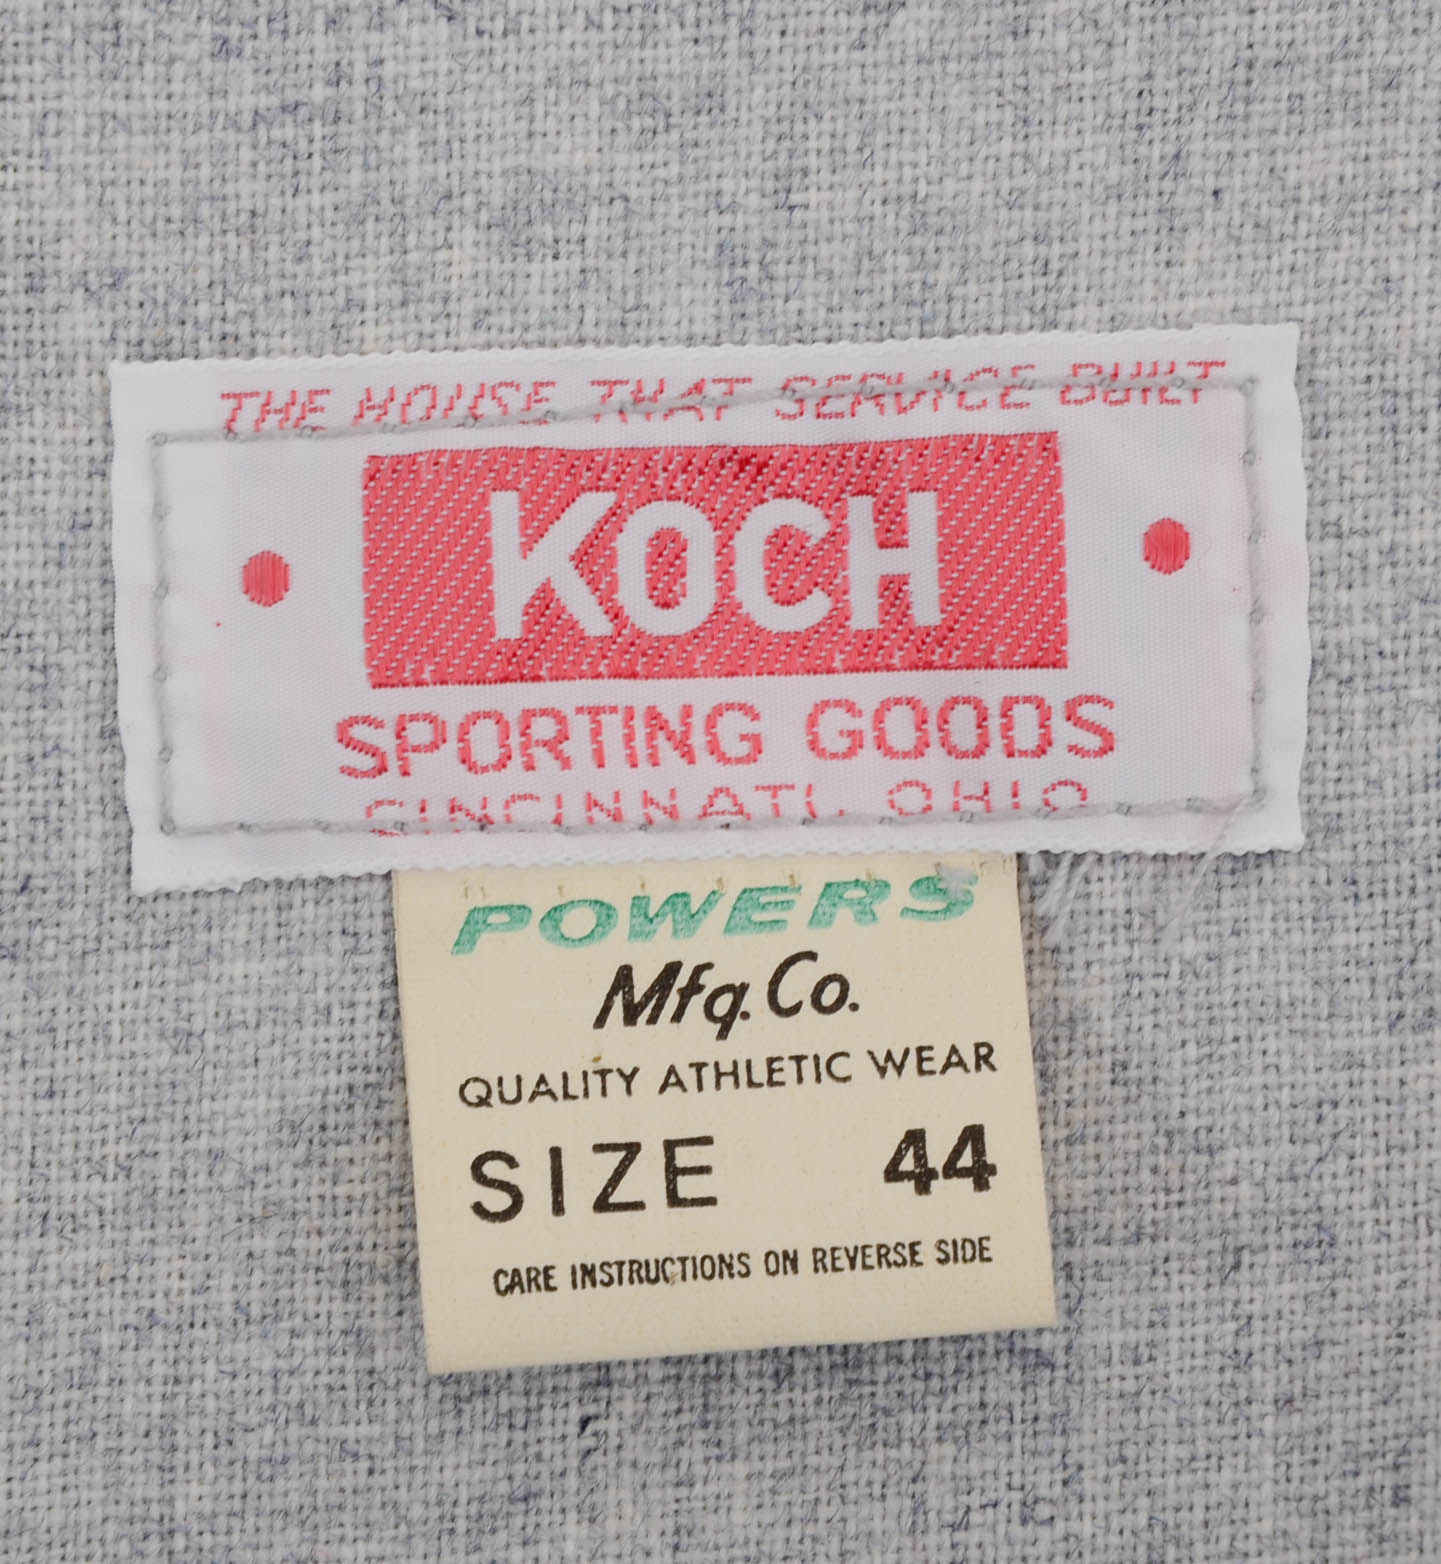 THE HOUSE THAT SERVICE BUILT
KOCH
SPORTING GOODS
CINCINNATI, OHIO
POWERS
Mfg. Co.
QUALITY ATHLETIC WEAR
SIZE 44
CARE INSTRUCTIONS ON REVERSE SIDE